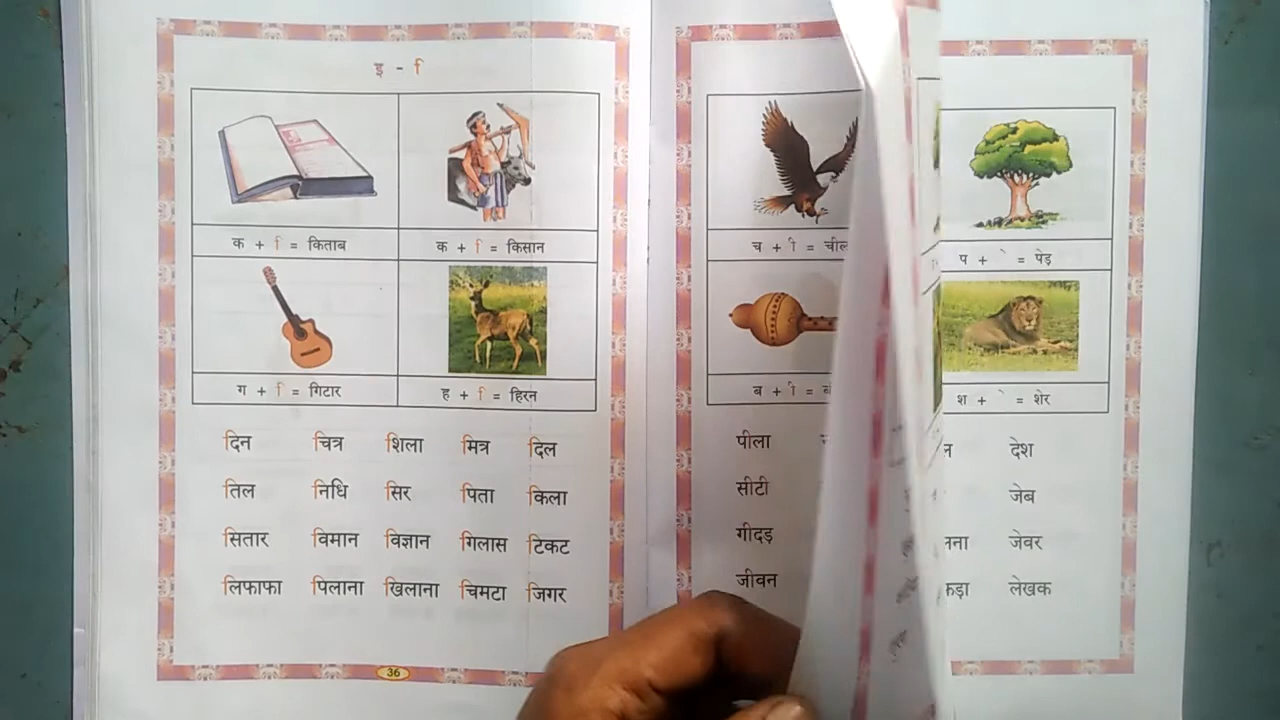 इ - ि
क + ि = किताब
क + ि = किसान
ग + ि = गिटार
ह + ि = हिरन
दिन चित्र शिला मित्र दिल
तिल निधि सिर पिता किला
सितार विमान विज्ञान गिलास टिकट
लिफाफा पिलाना खिलाना चिमटा जिगर
36
च + ी = चील
ब + ी =
पीला
सीटी
गीदड़
जीवन
प + े = पेड़
श + े = शेर
देश
जेब
जेवर
लेखक